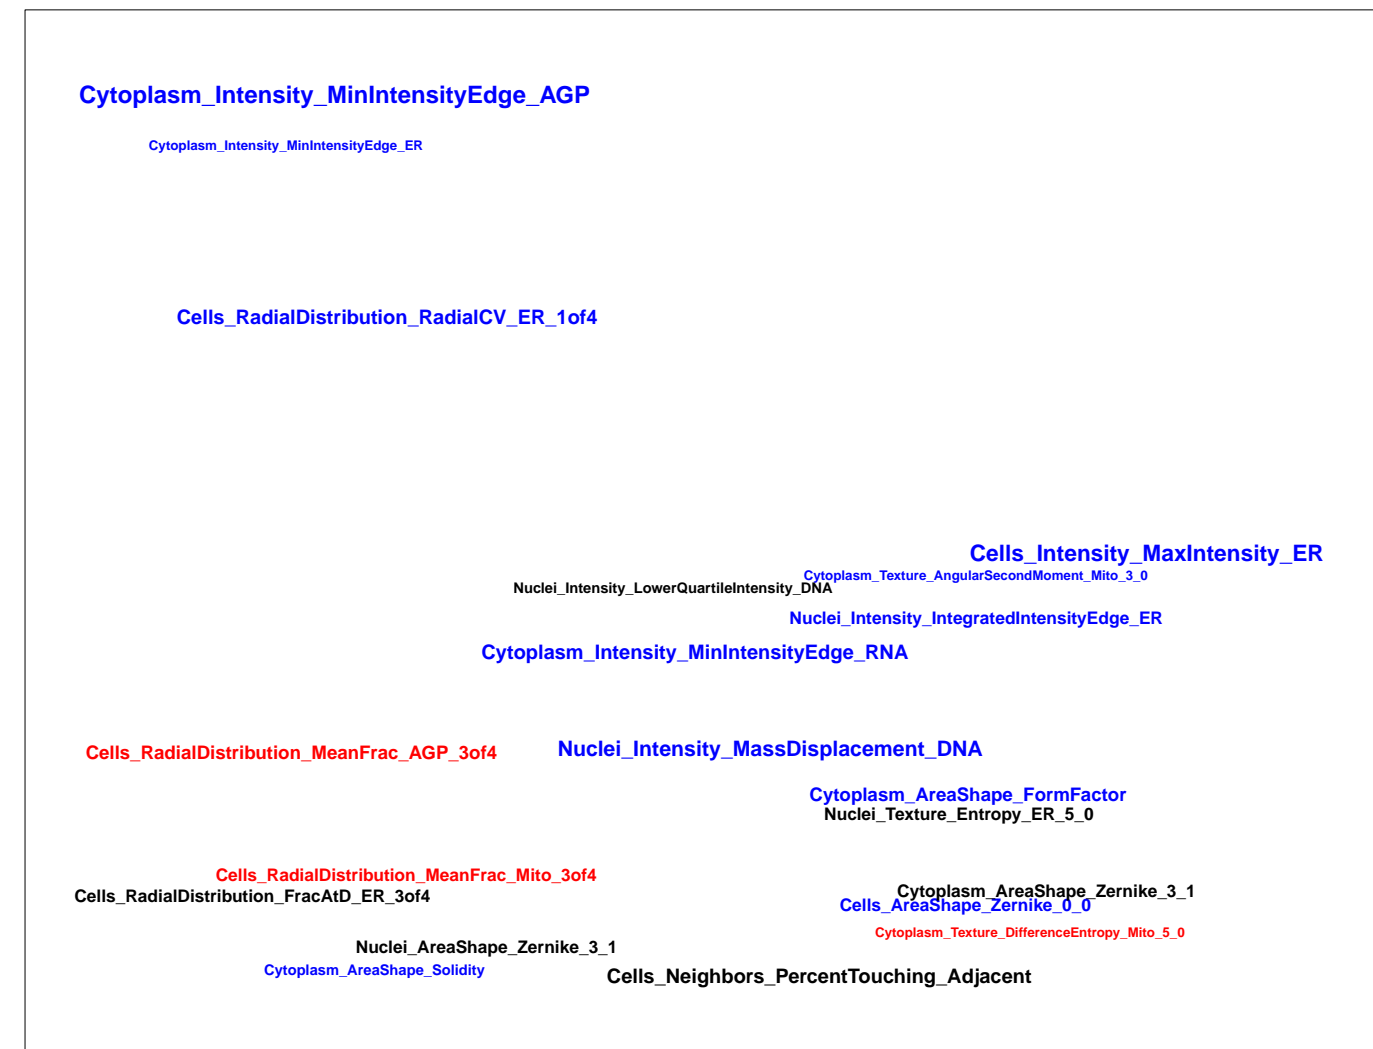 Cytoplasm_Intensity_MinIntensityEdge_AGP
Cytoplasm_Intensity_MinIntensityEdge_ER
Cells_RadialDistribution_RadialCV_ER_1of4
Cells_Intensity_MaxIntensity_ER
Cytoplasm_Texture_AngularSecondMoment_Mito_3_0
Nuclei_Intensity_LowerQuartileIntensity_DNA
Nuclei_Intensity_IntegratedIntensityEdge_ER
Cytoplasm_Intensity_MinIntensityEdge_RNA
Nuclei_Intensity_MassDisplacement_DNA
Cells_RadialDistribution_MeanFrac_AGP_3of4
Cytoplasm_AreaShape_FormFactor
Nuclei_Texture_Entropy_ER_5_0
Cells_RadialDistribution_MeanFrac_Mito_3of4
Cells_RadialDistribution_FracAtD_ER_3of4
Cytoplasm_AreaShape_Zernike_3_1
Cells_AreaShape_Zernike_0_0
Cytoplasm_Texture_DifferenceEntropy_Mito_5_0
Nuclei_AreaShape_Zernike_3_1
Cytoplasm_AreaShape_Solidity
Cells_Neighbors_PercentTouching_Adjacent